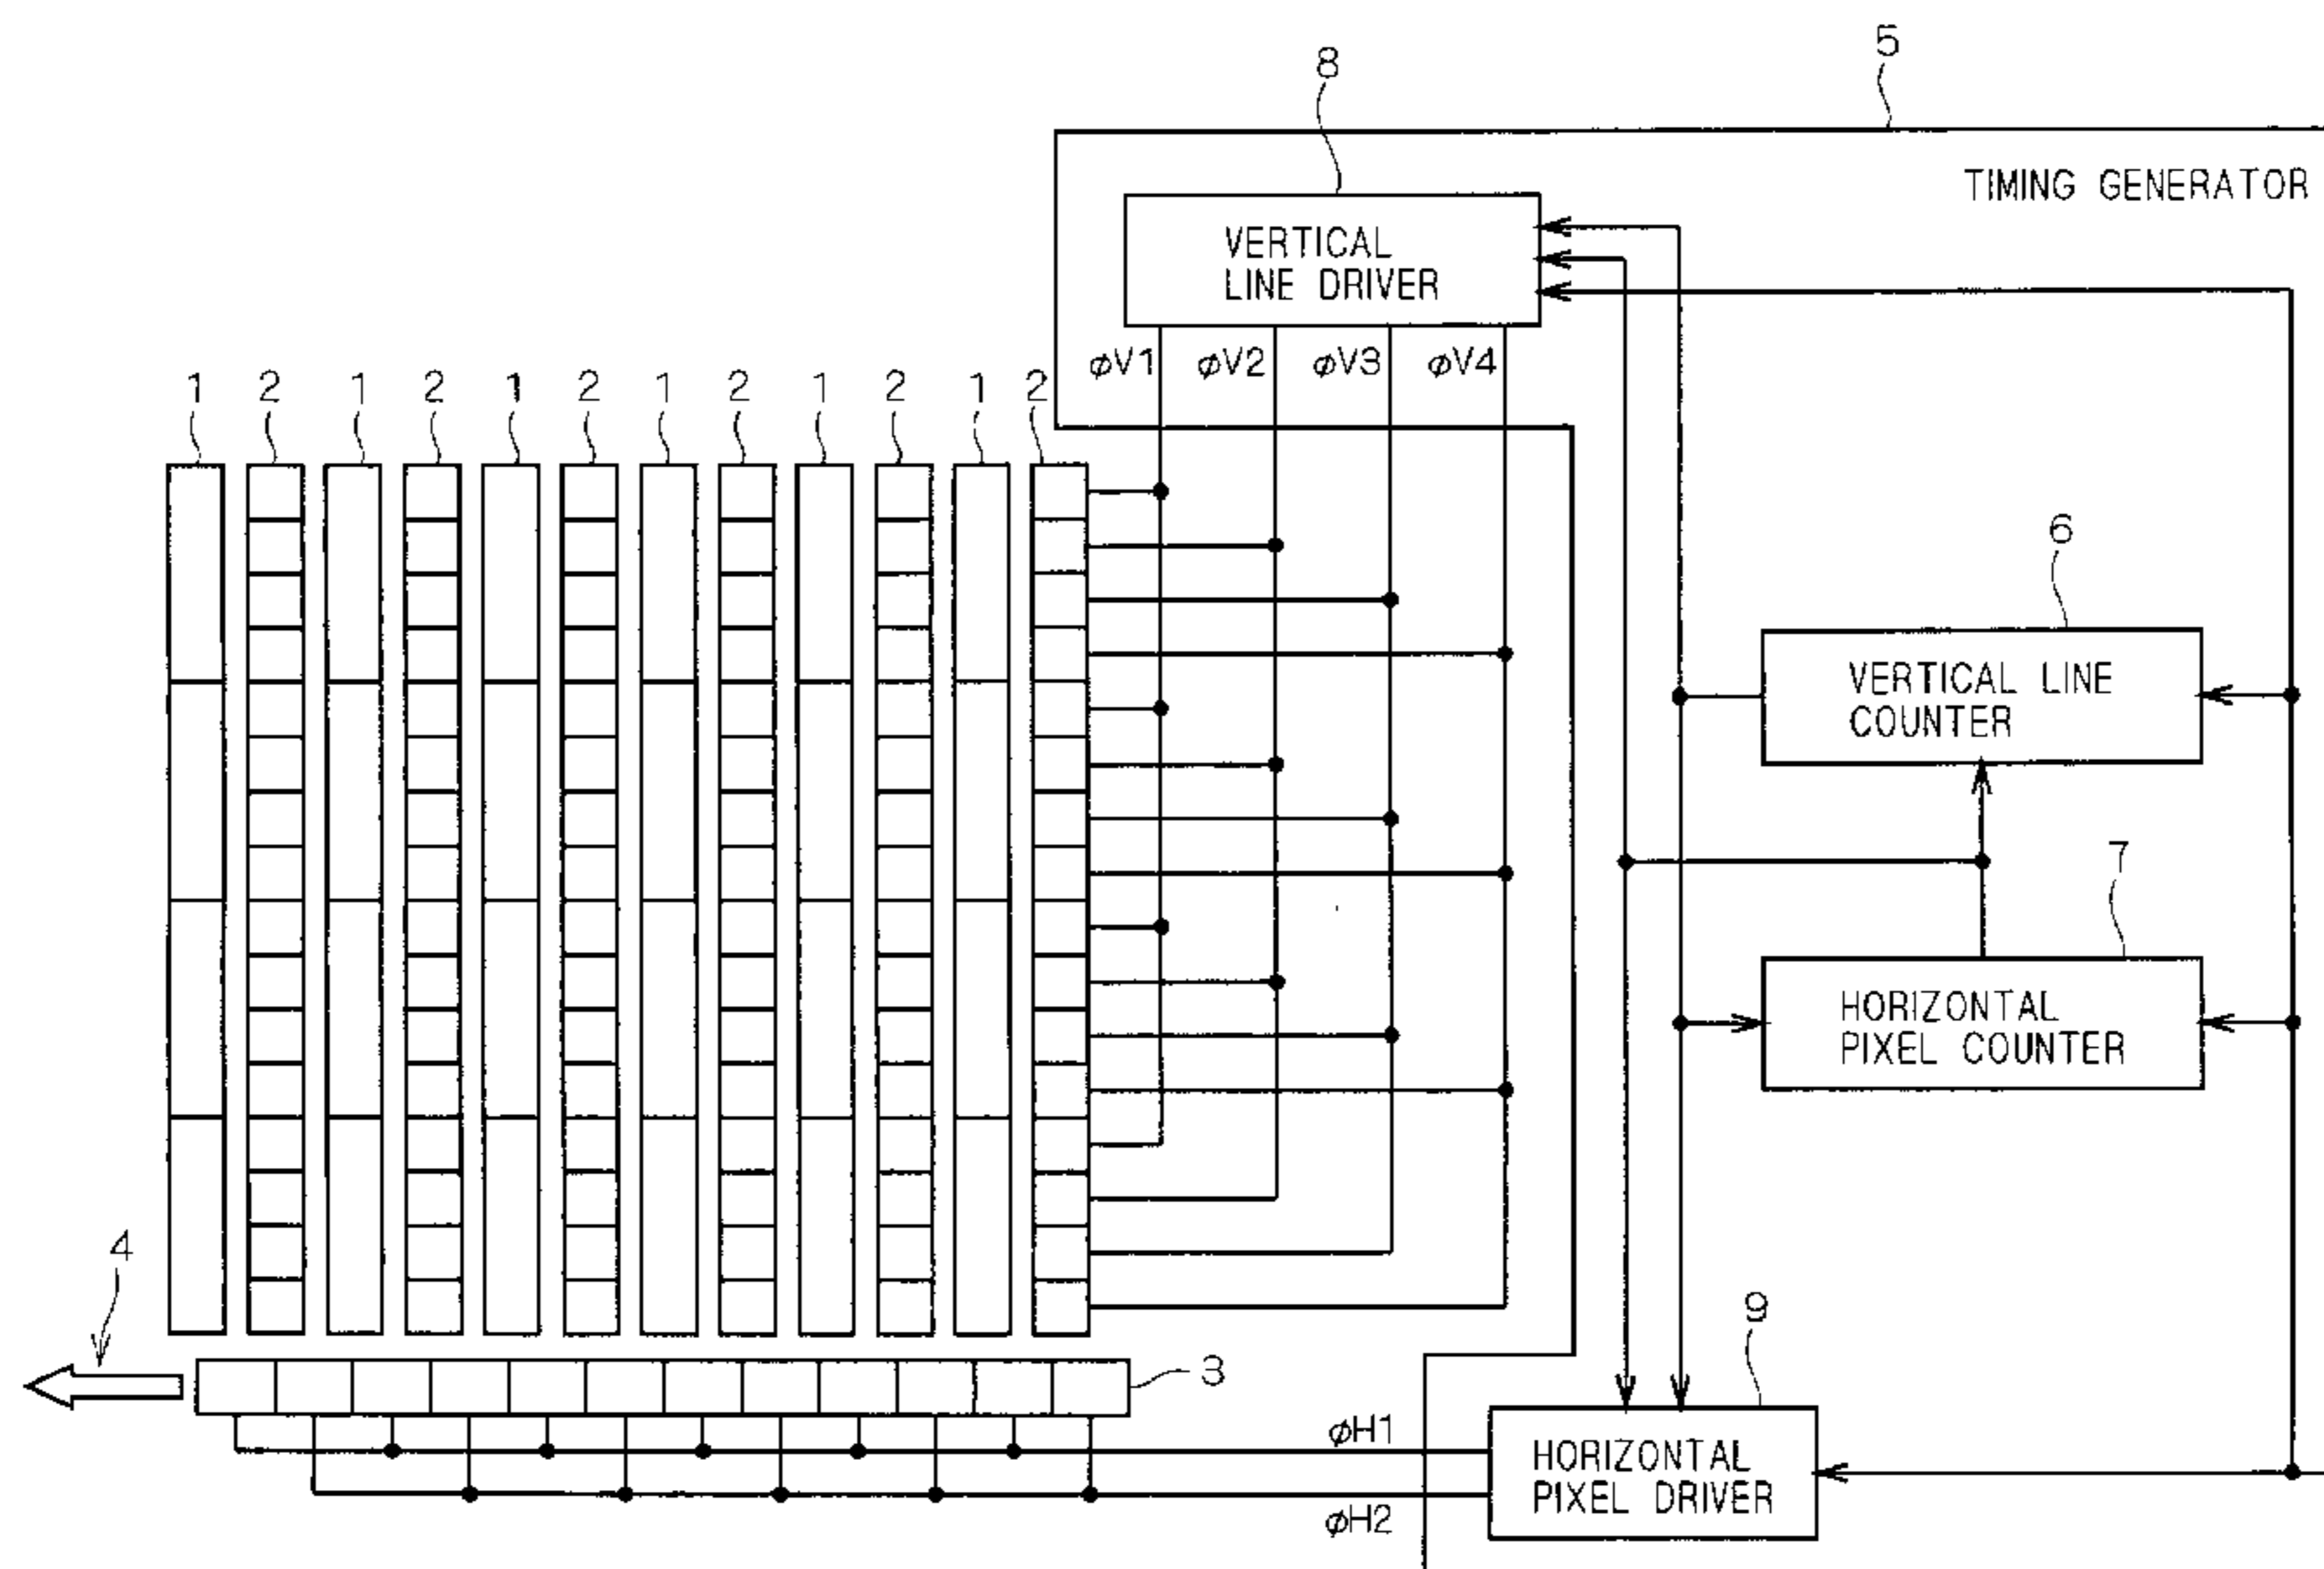 5
8
TIMING GENERATOR
VERTICAL
LINE DRIVER
φV1 φV2 φV3 φV4
1 2 1 2 1 2 1 2 1 2 1 2
6
VERTICAL LINE
COUNTER
7
HORIZONTAL
PIXEL COUNTER
4
9
3
φH1
HORIZONTAL
PIXEL DRIVER
φH2